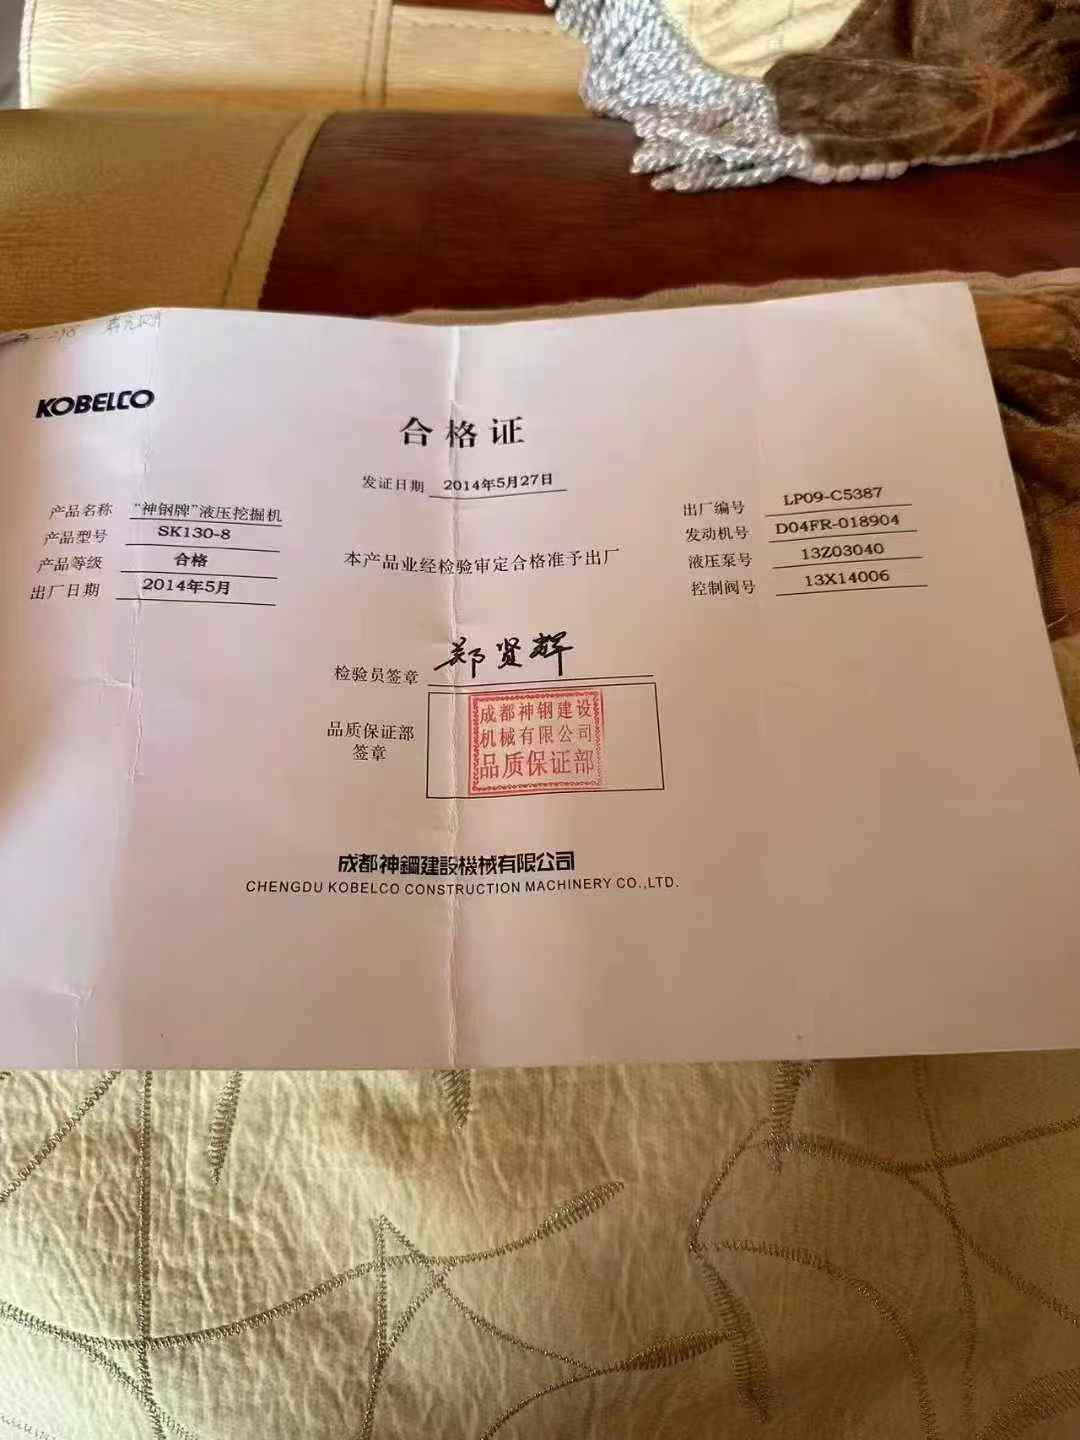 KOBELCO
合格证
发证日期 2014年5月27日
产品名称 "神钢牌"液压挖掘机
产品型号 SK130-8
产品等级 合格
出厂日期 2014年5月
本产品业经检验审定合格准予出厂
出厂编号 LP09-C5387
发动机号 D04FR-018904
液压泵号 13Z03040
控制阀号 13X14006
检验员签章 郑贤辉
品质保证部
签章
成都神钢建设
机械有限公司
品质保证部
成都神鋼建設機械有限公司
CHENGDU KOBELCO CONSTRUCTION MACHINERY CO.,LTD.